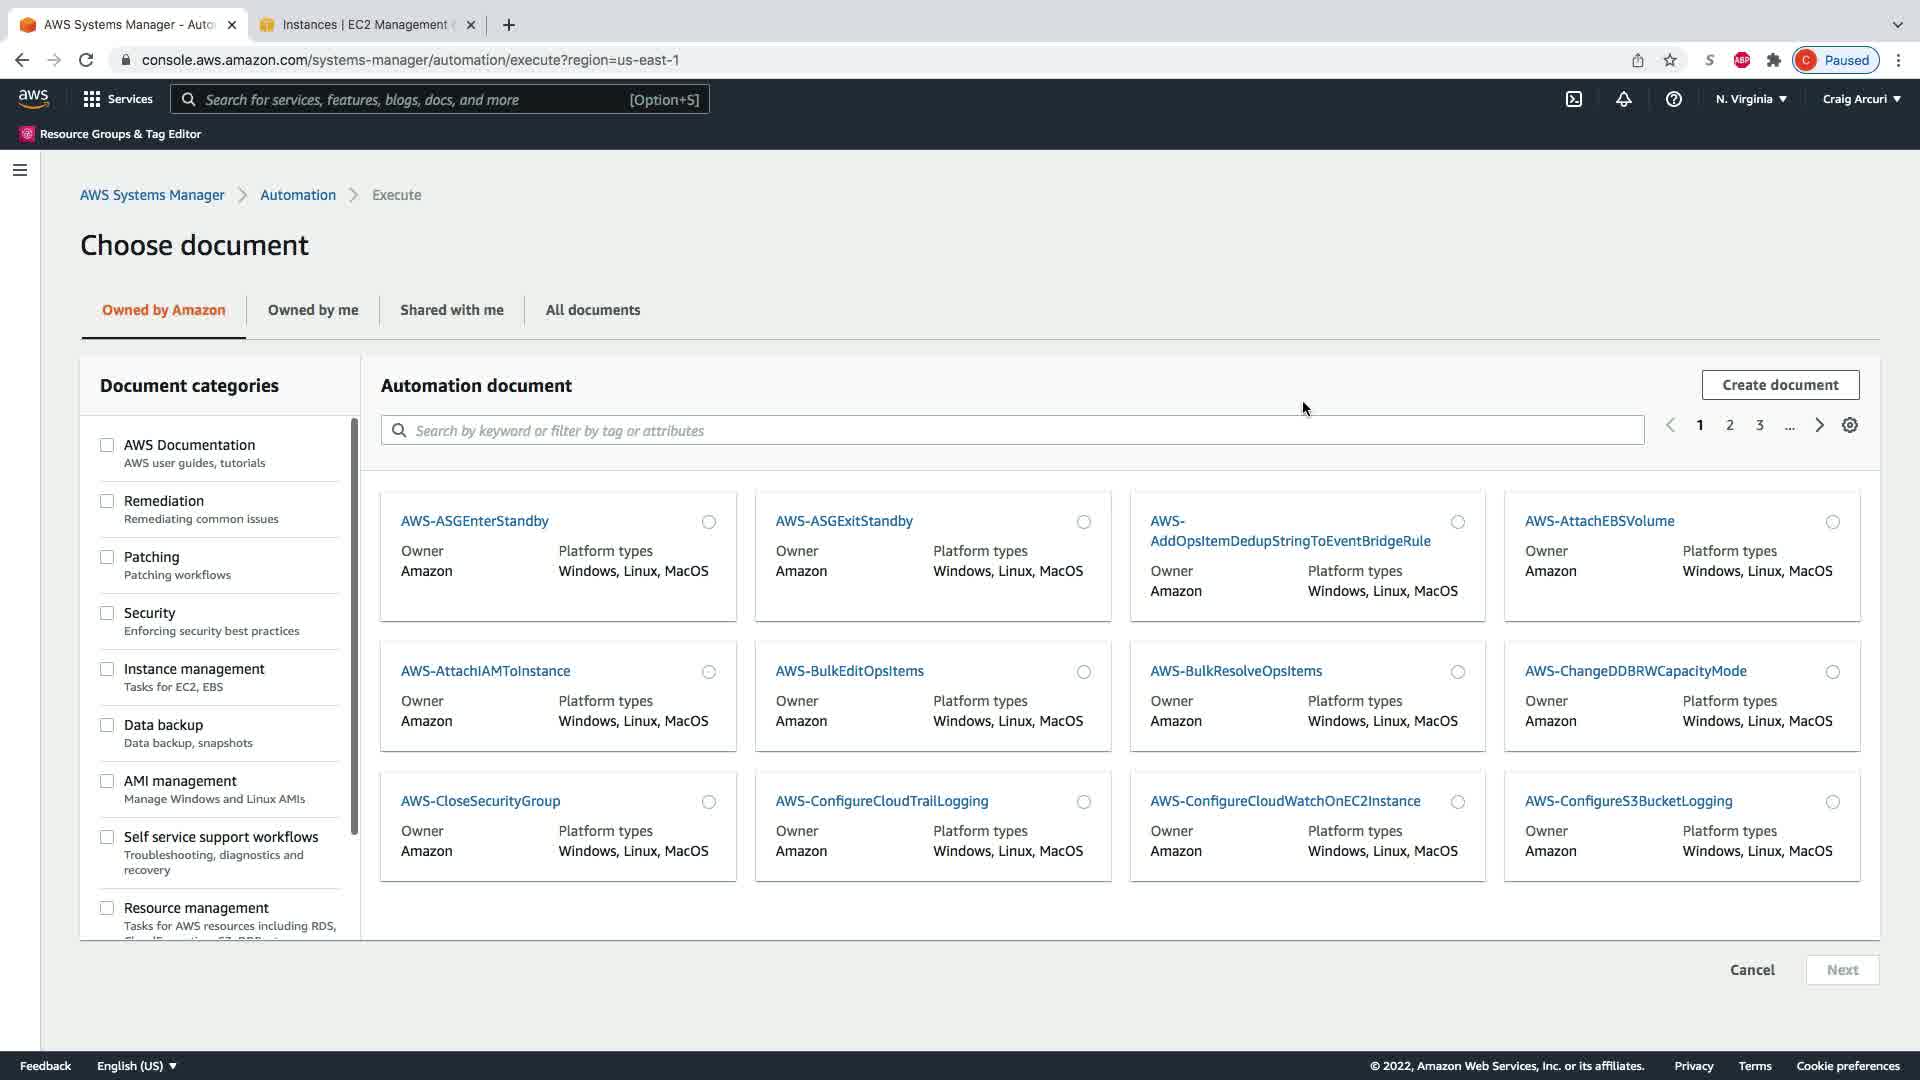 AWS Systems Manager - Auto
Instances | EC2 Management
console.aws.amazon.com/systems-manager/automation/execute?region=us-east-1
S
ABP
C Paused
aws
Services
Search for services, features, blogs, docs, and more [Option+S]
N. Virginia
Craig Arcuri
Resource Groups & Tag Editor
AWS Systems Manager
Automation
Execute
Choose document
Owned by Amazon
Owned by me
Shared with me
All documents
Document categories
AWS Documentation
AWS user guides, tutorials
Remediation
Remediating common issues
Patching
Patching workflows
Security
Enforcing security best practices
Instance management
Tasks for EC2, EBS
Data backup
Data backup, snapshots
AMI management
Manage Windows and Linux AMIs
Self service support workflows
Troubleshooting, diagnostics and
recovery
Resource management
Tasks for AWS resources including RDS,
Automation document
Create document
Search by keyword or filter by tag or attributes
1 2 3 ...
AWS-ASGEnterStandby
Owner Platform types
Amazon Windows, Linux, MacOS
AWS-ASGExitStandby
Owner Platform types
Amazon Windows, Linux, MacOS
AWS-
AddOpsItemDedupStringToEventBridgeRule
Owner Platform types
Amazon Windows, Linux, MacOS
AWS-AttachEBSVolume
Owner Platform types
Amazon Windows, Linux, MacOS
AWS-AttachIAMToInstance
Owner Platform types
Amazon Windows, Linux, MacOS
AWS-BulkEditOpsItems
Owner Platform types
Amazon Windows, Linux, MacOS
AWS-BulkResolveOpsItems
Owner Platform types
Amazon Windows, Linux, MacOS
AWS-ChangeDDBRWCapacityMode
Owner Platform types
Amazon Windows, Linux, MacOS
AWS-CloseSecurityGroup
Owner Platform types
Amazon Windows, Linux, MacOS
AWS-ConfigureCloudTrailLogging
Owner Platform types
Amazon Windows, Linux, MacOS
AWS-ConfigureCloudWatchOnEC2Instance
Owner Platform types
Amazon Windows, Linux, MacOS
AWS-ConfigureS3BucketLogging
Owner Platform types
Amazon Windows, Linux, MacOS
Cancel
Next
Feedback
English (US)
© 2022, Amazon Web Services, Inc. or its affiliates.
Privacy
Terms
Cookie preferences